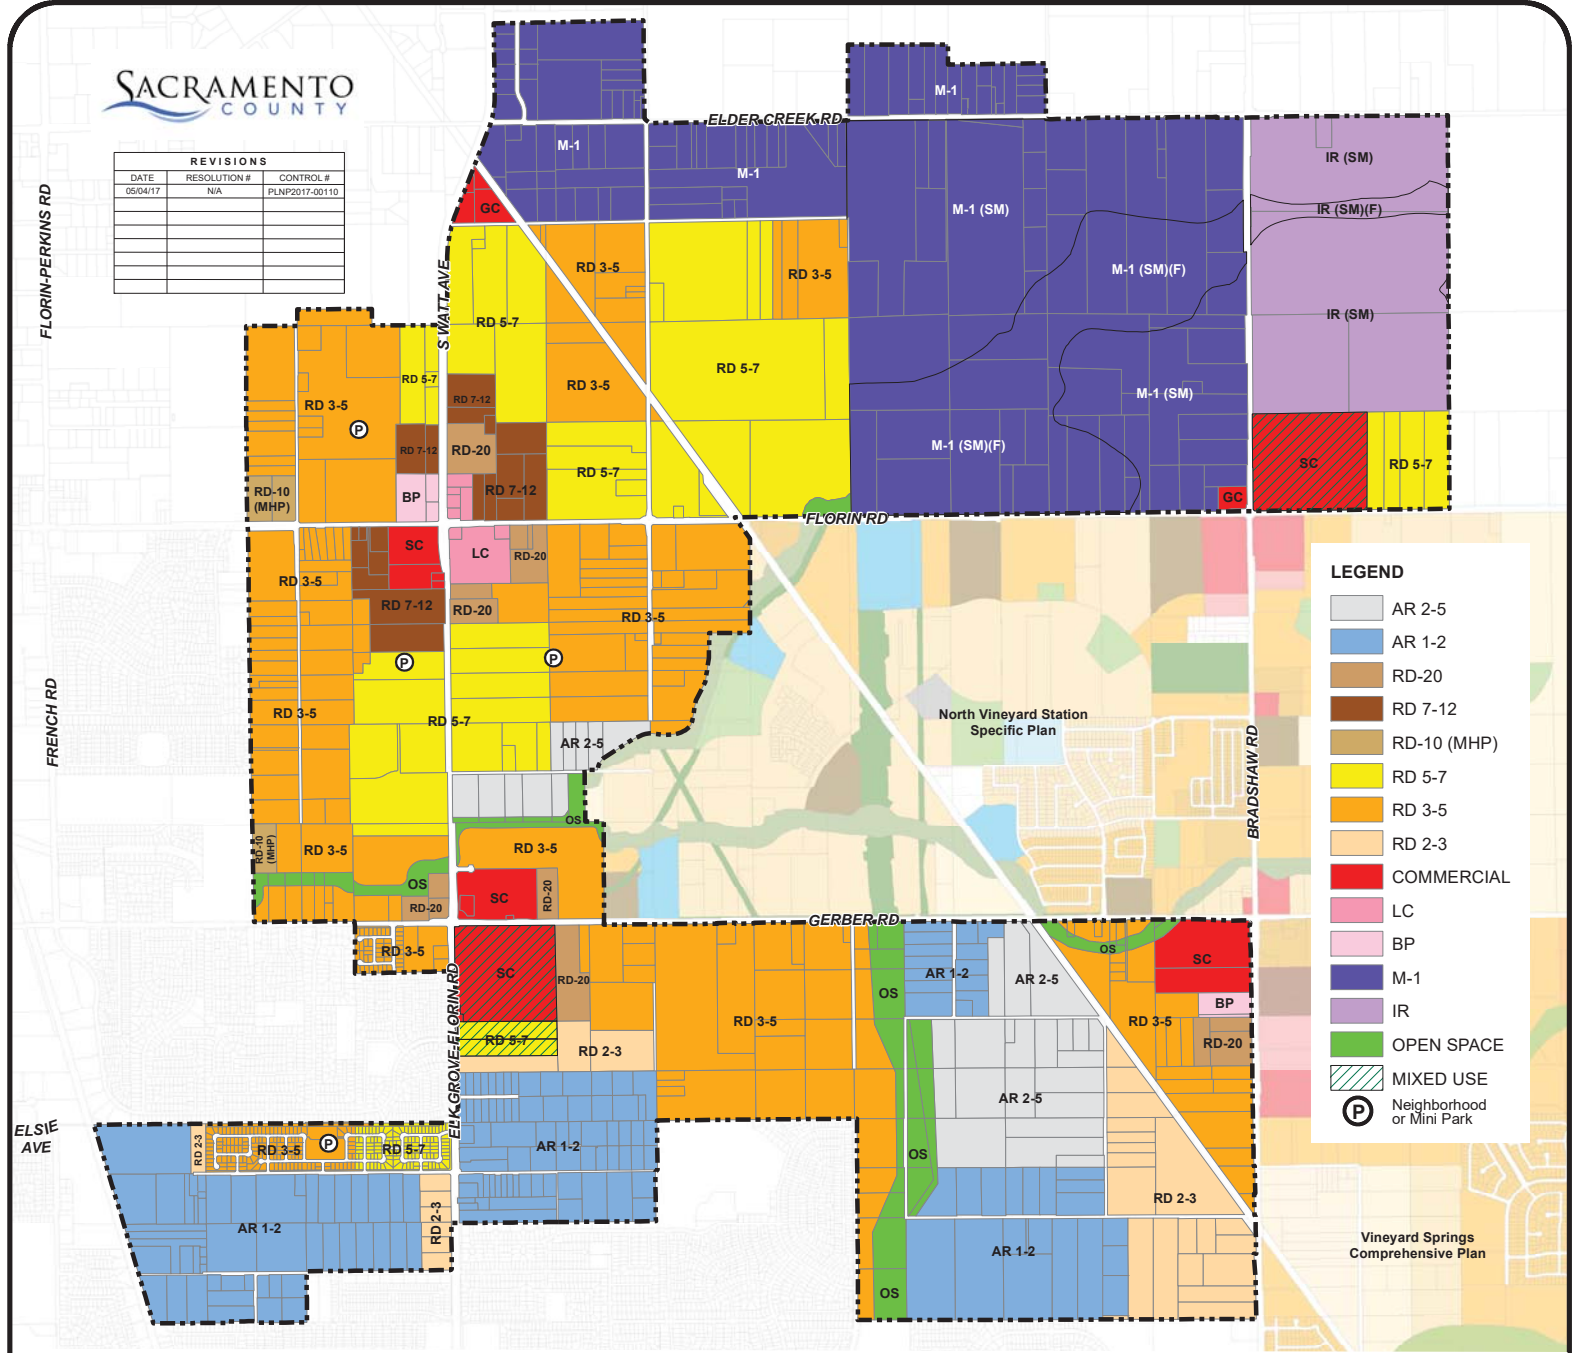 SACRAMENTO
COUNTY
REVISIONS
DATE RESOLUTION # CONTROL #
05/04/17 N/A PLNP2017-00110
FLORIN-PERKINS RD
FRENCH RD
S WATT AVE
ELDER CREEK RD
M-1
M-1
M-1
GC
M-1 (SM)
IR (SM)
IR (SM)(F)
M-1 (SM)(F)
IR (SM)
RD 3-5
RD 3-5
RD 5-7
RD 5-7
RD 3-5
RD 5-7
RD 7-12
M-1 (SM)
RD 3-5
P
RD 7-12
RD-20
M-1 (SM)(F)
RD 5-7
SC
RD 5-7
RD-10
(MHP)
BP
RD 7-12
GC
FLORIN RD
SC
LC
RD-20
RD 3-5
RD 7-12
RD-20
RD 3-5
P
P
RD 3-5
RD 5-7
AR 2-5
North Vineyard Station
Specific Plan
BRADSHAW RD
OS
RD-10
(MHP)
RD 3-5
RD 3-5
OS
RD-20
SC
RD-20
GERBER RD
RD 3-5
ELK GROVE-FLORIN RD
SC
RD-20
RD 5-7
RD 2-3
RD 3-5
OS
AR 1-2
AR 2-5
OS
SC
BP
RD 3-5
RD-20
AR 2-5
OS
RD 2-3
AR 1-2
OS
ELSIE
AVE
RD 2-3
RD 3-5
P
RD 5-7
AR 1-2
AR 1-2
RD 2-3
Vineyard Springs
Comprehensive Plan
LEGEND
AR 2-5
AR 1-2
RD-20
RD 7-12
RD-10 (MHP)
RD 5-7
RD 3-5
RD 2-3
COMMERCIAL
LC
BP
M-1
IR
OPEN SPACE
MIXED USE
P Neighborhood
or Mini Park